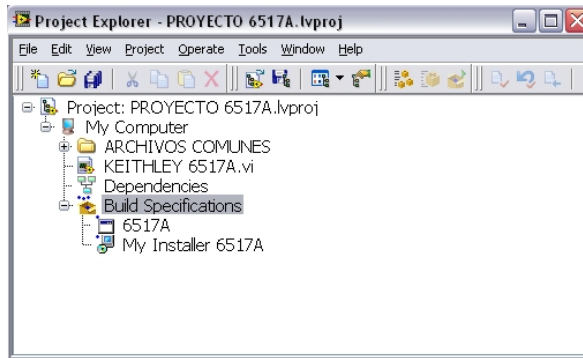 Project Explorer - PROYECTO 6517A.lvproj
File Edit View Project Operate Tools Window Help
Project: PROYECTO 6517A.lvproj
My Computer
ARCHIVOS COMUNES
KEITHLEY 6517A.vi
Dependencies
Build Specifications
6517A
My Installer 6517A